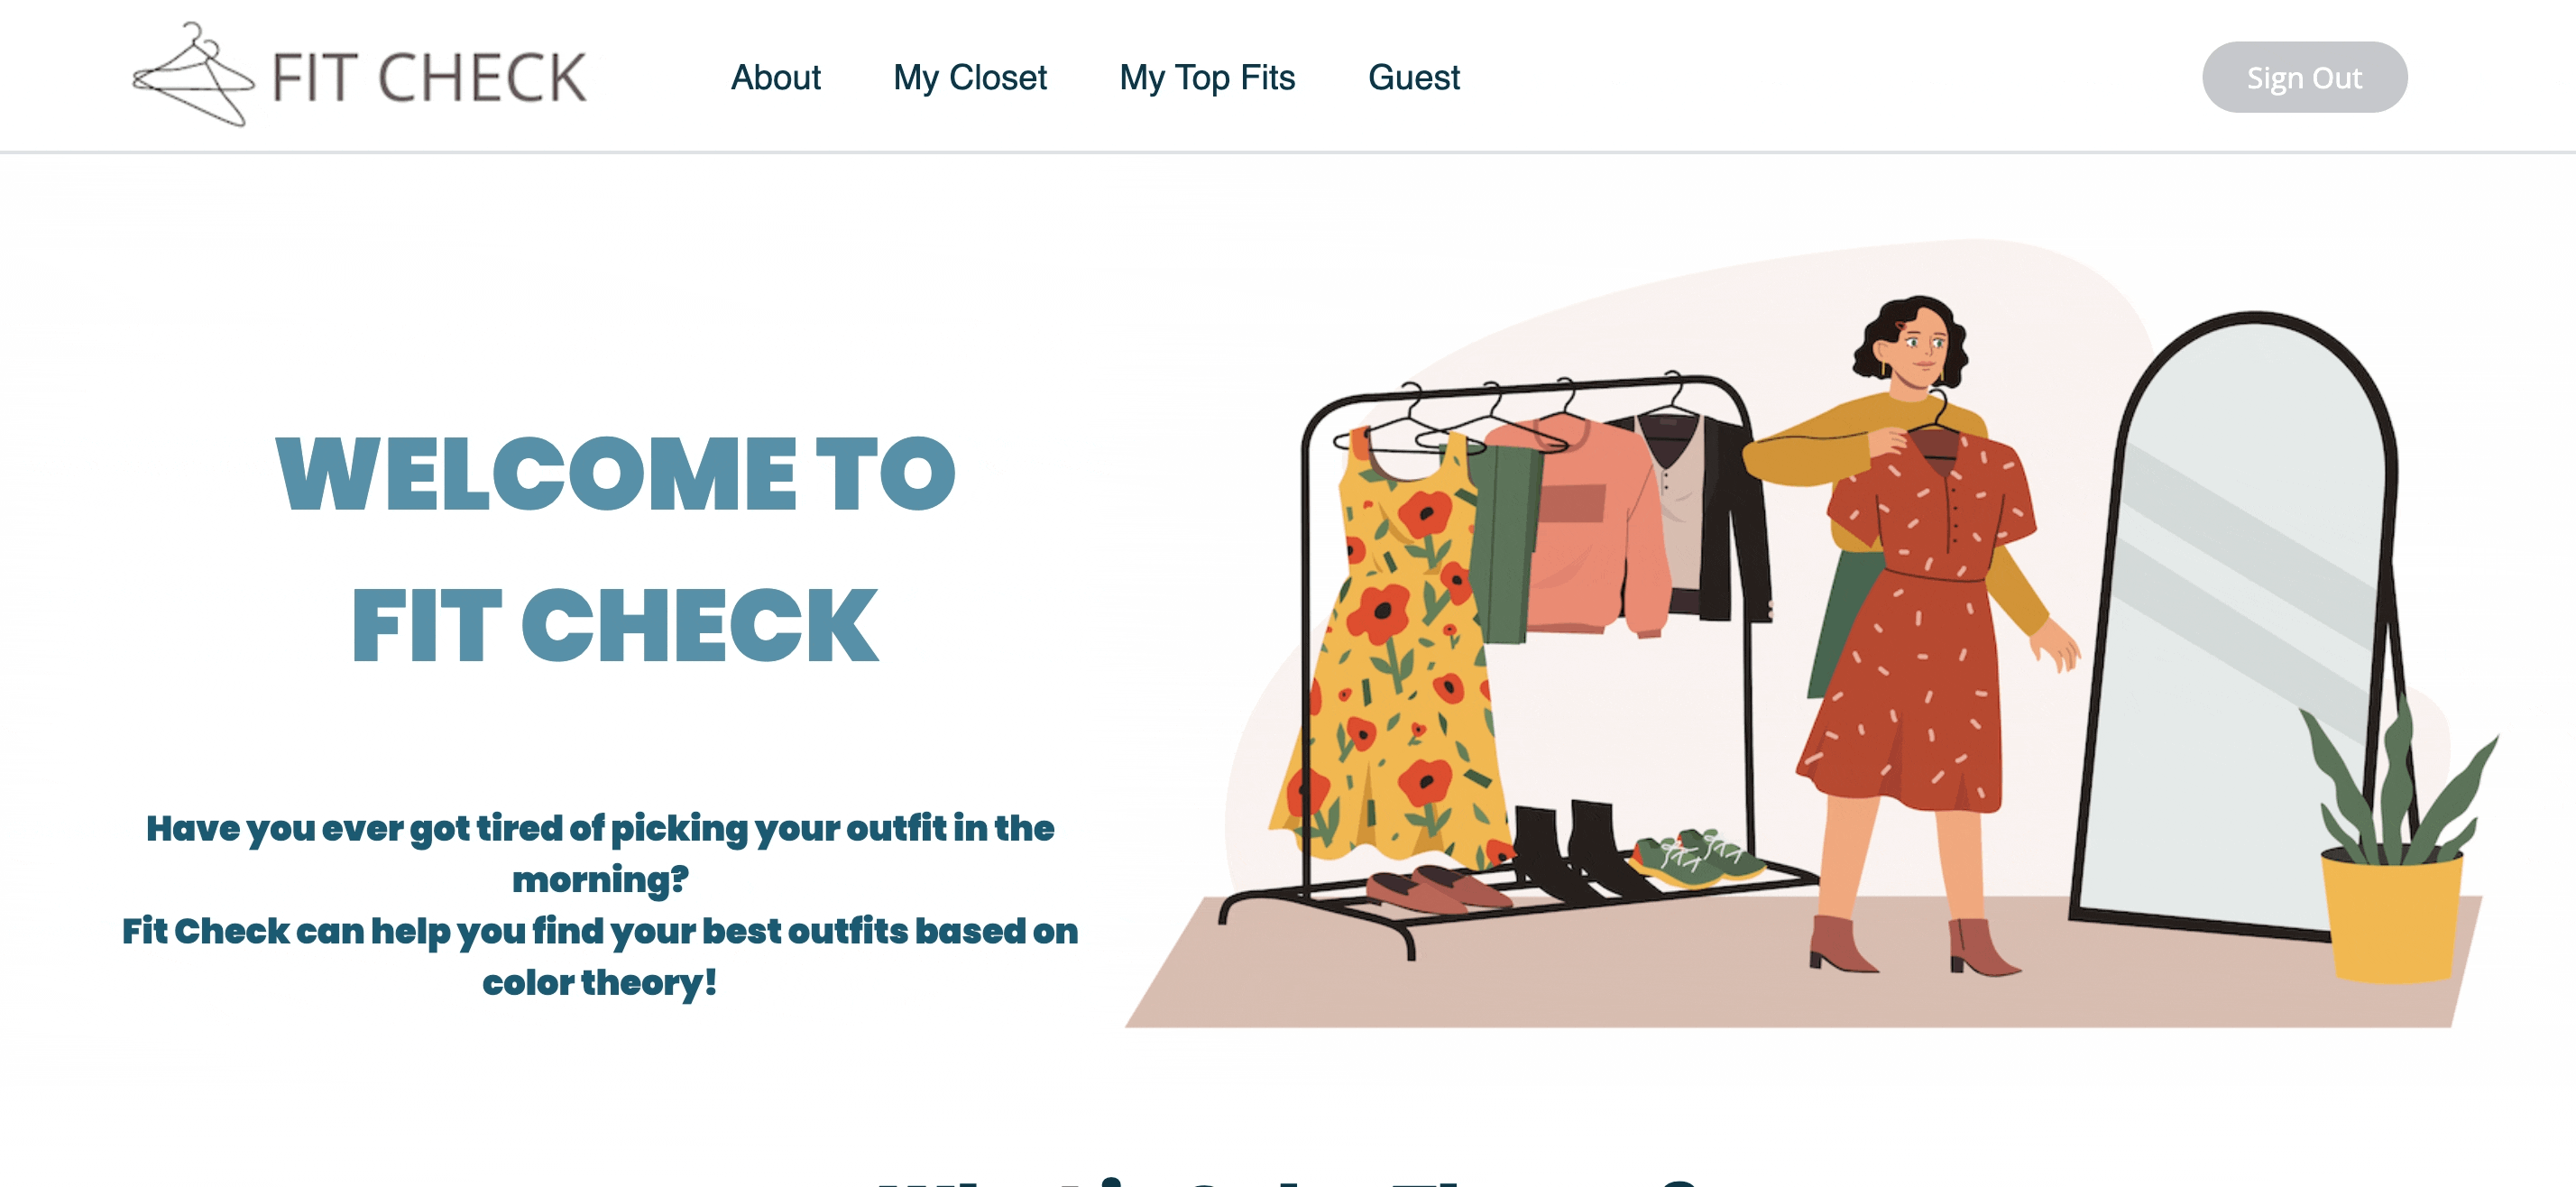 FIT CHECK
About
My Closet
My Top Fits
Guest
Sign Out
WELCOME TO
FIT CHECK
Have you ever got tired of picking your outfit in the
morning?
Fit Check can help you find your best outfits based on
color theory!